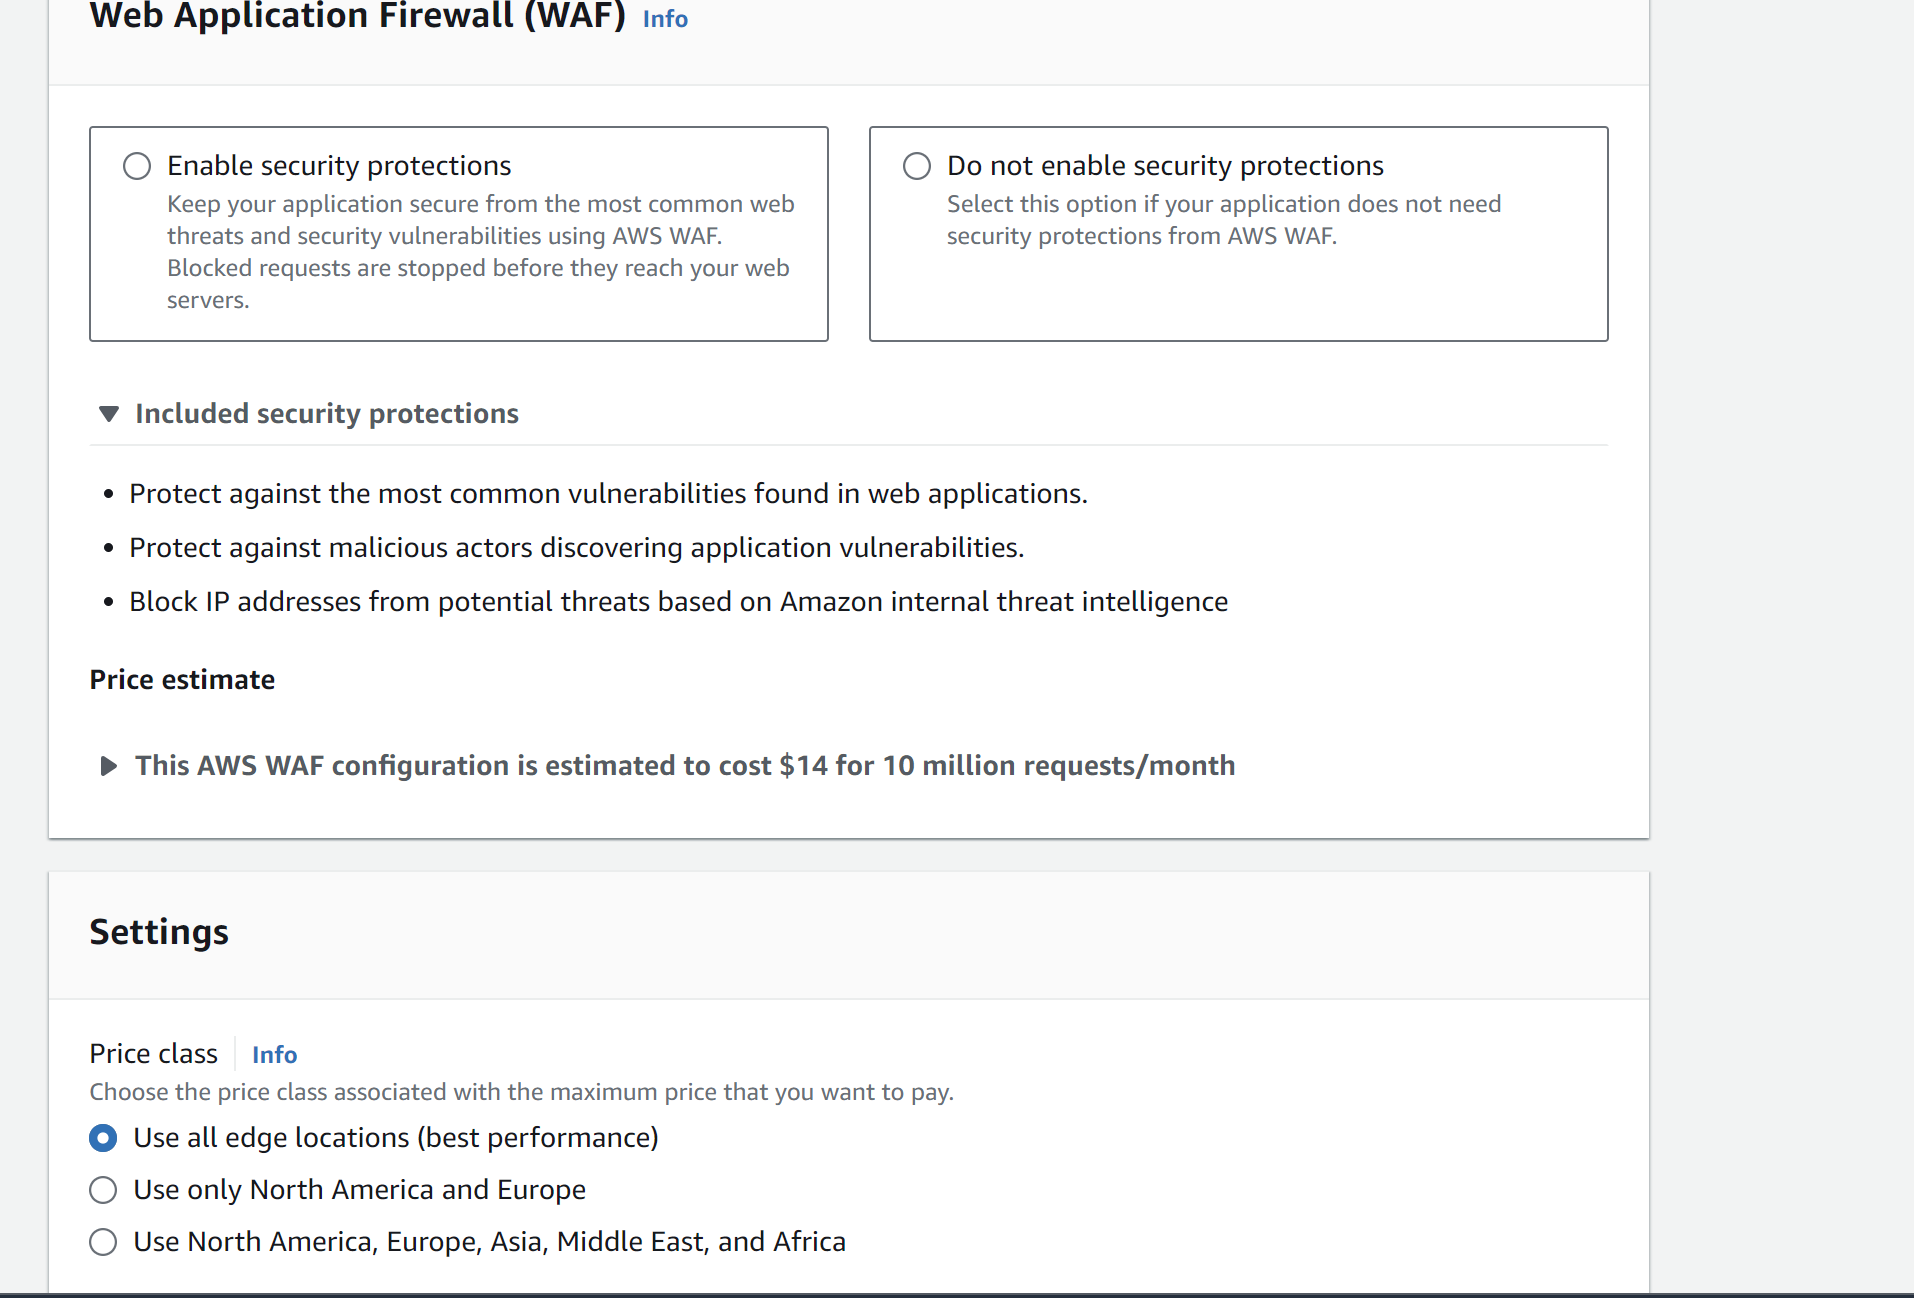 Web Application Firewall (WAF) Info
Enable security protections
Keep your application secure from the most common web
threats and security vulnerabilities using AWS WAF.
Blocked requests are stopped before they reach your web
servers.
Do not enable security protections
Select this option if your application does not need
security protections from AWS WAF.
Included security protections
Protect against the most common vulnerabilities found in web applications.
Protect against malicious actors discovering application vulnerabilities.
Block IP addresses from potential threats based on Amazon internal threat intelligence
Price estimate
This AWS WAF configuration is estimated to cost $14 for 10 million requests/month
Settings
Price class Info
Choose the price class associated with the maximum price that you want to pay.
Use all edge locations (best performance)
Use only North America and Europe
Use North America, Europe, Asia, Middle East, and Africa